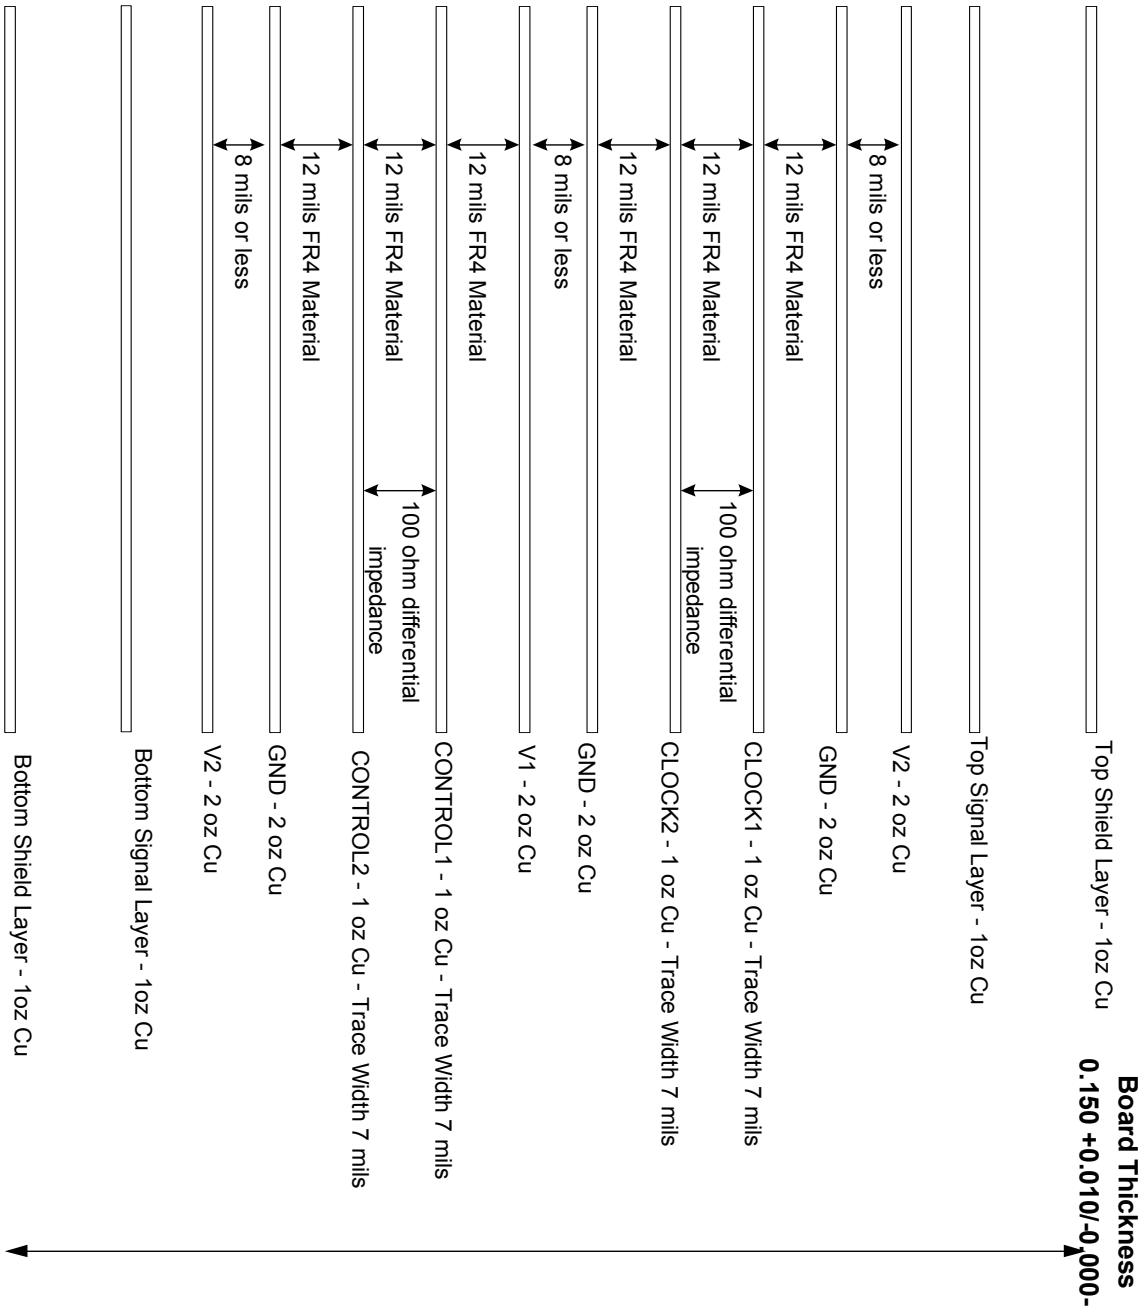 Board Thickness
0.150 +0.010/-0.000-
Top Shield Layer - 1oz Cu
Top Signal Layer - 1oz Cu
V2 - 2 oz Cu
8 mils or less
GND - 2 oz Cu
12 mils FR4 Material
CLOCK1 - 1 oz Cu - Trace Width 7 mils
12 mils FR4 Material
100 ohm differential
impedance
CLOCK2 - 1 oz Cu - Trace Width 7 mils
12 mils FR4 Material
GND - 2 oz Cu
8 mils or less
V1 - 2 oz Cu
12 mils FR4 Material
CONTROL1 - 1 oz Cu - Trace Width 7 mils
12 mils FR4 Material
100 ohm differential
impedance
CONTROL2 - 1 oz Cu - Trace Width 7 mils
12 mils FR4 Material
GND - 2 oz Cu
8 mils or less
V2 - 2 oz Cu
Bottom Signal Layer - 1oz Cu
Bottom Shield Layer - 1oz Cu